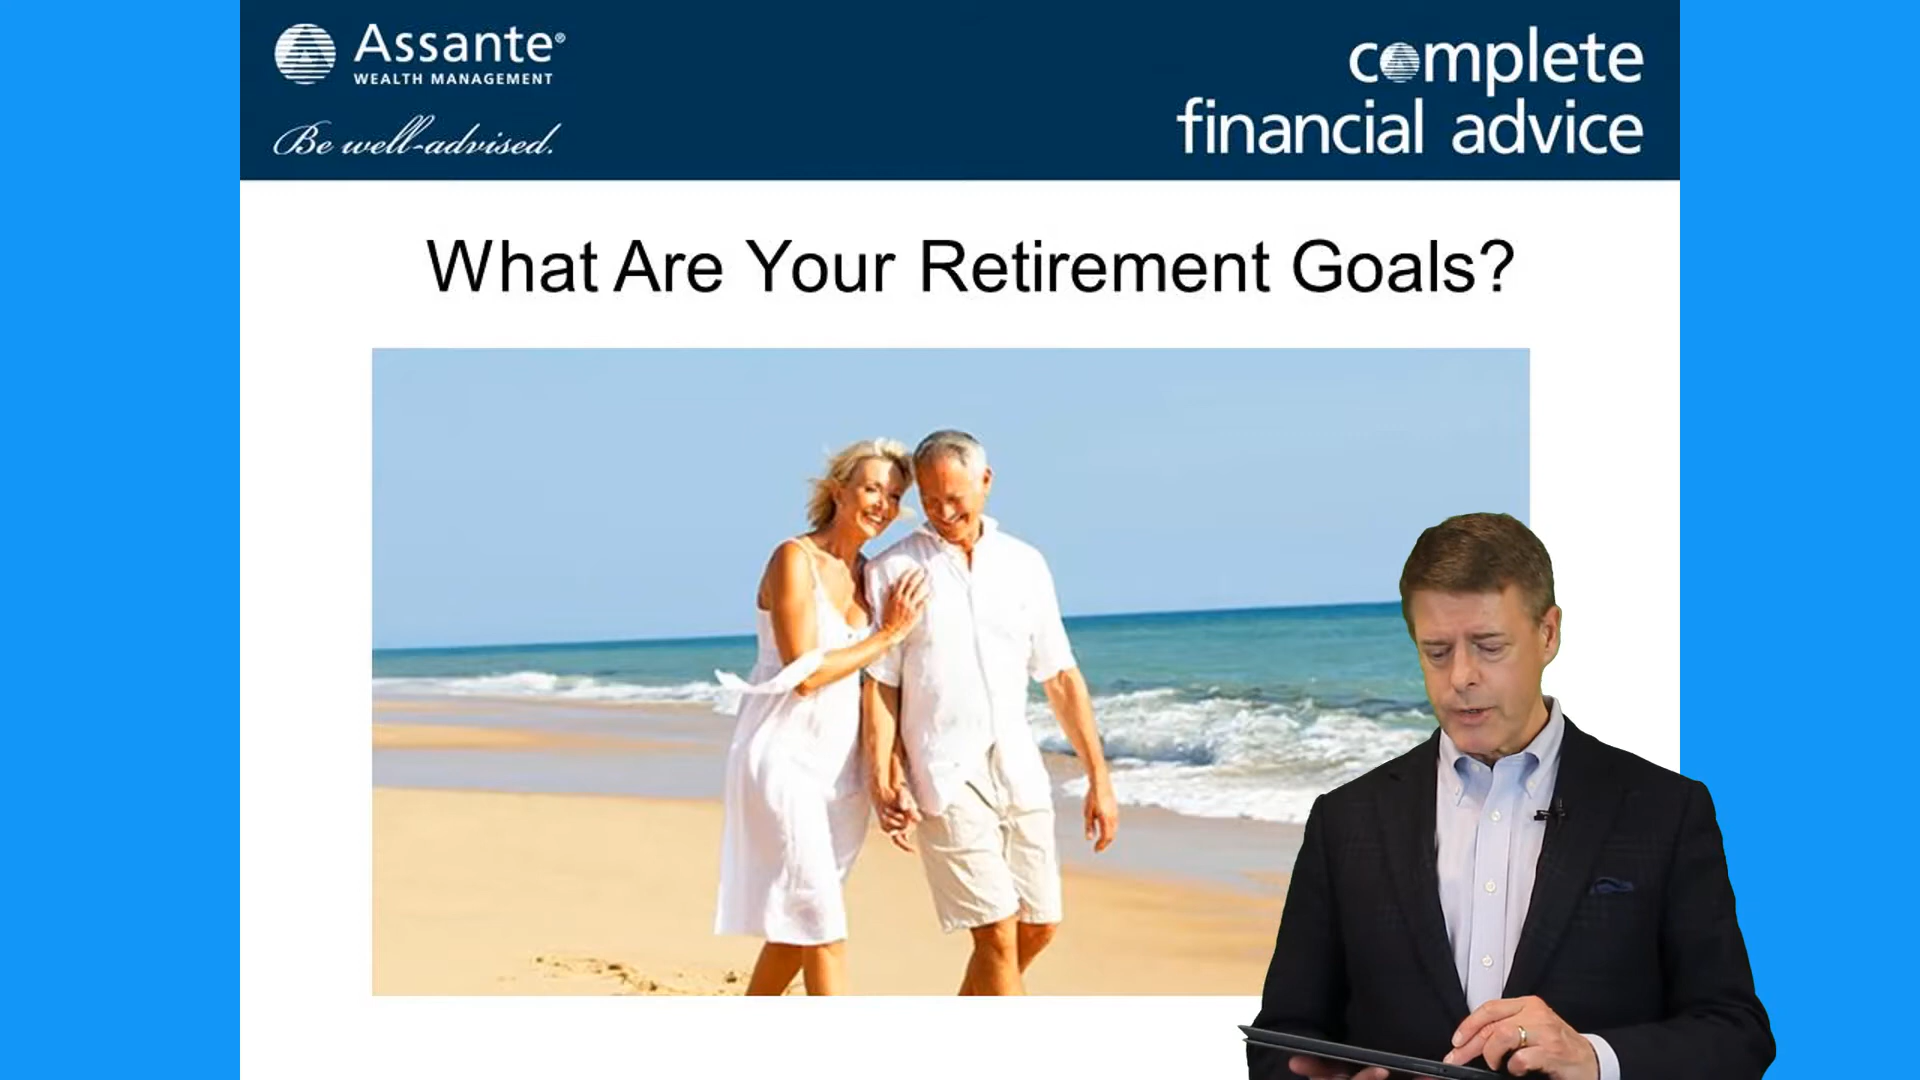 Assante®
WEALTH MANAGEMENT
Be well-advised.
complete
financial advice
What Are Your Retirement Goals?